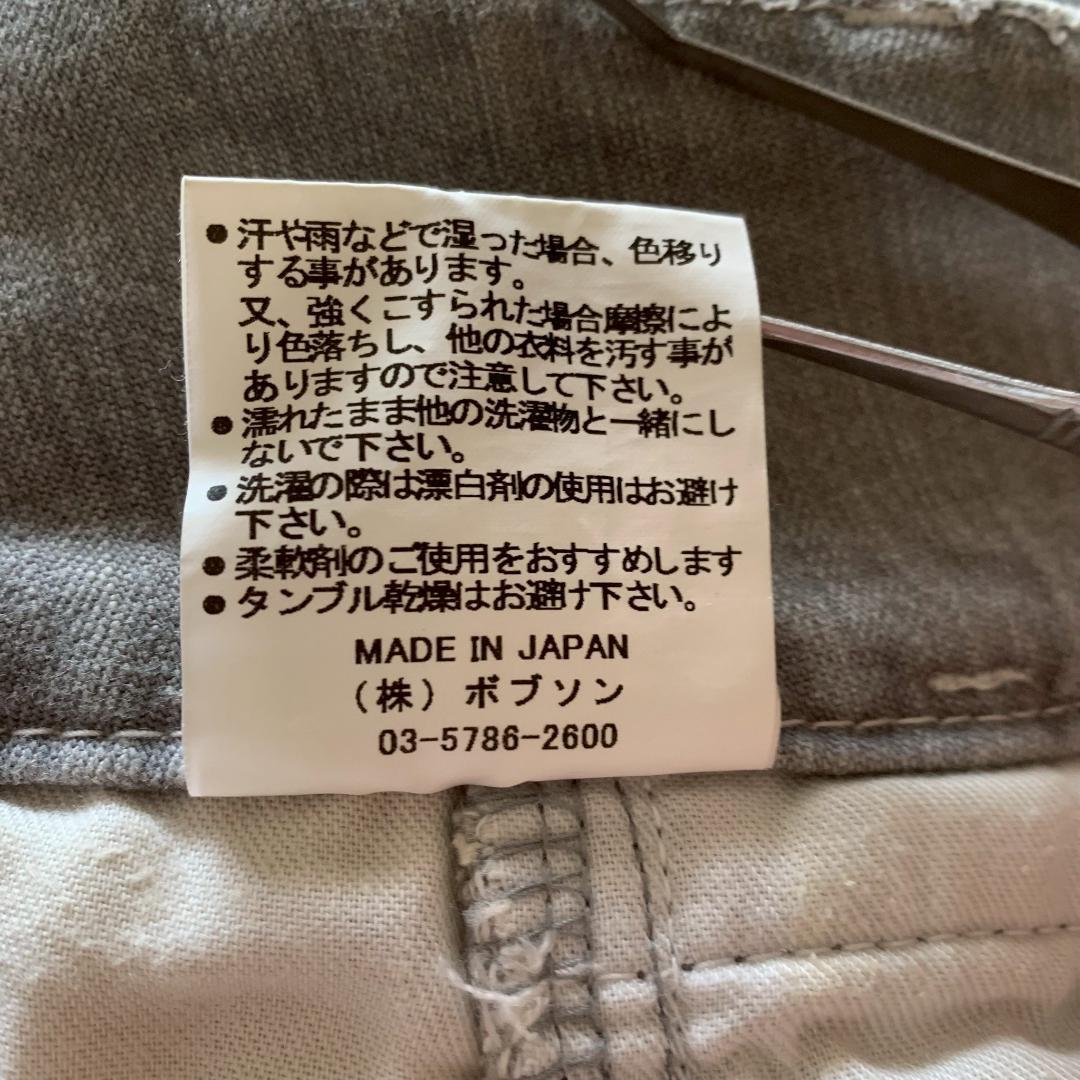 ●汗や雨などで湿った場合、色移り
する事があります。
又、強くこすられた場合摩擦によ
り色落ちし、他の衣料を汚す事が
ありますので注意して下さい。
●濡れたまま他の洗濯物と一緒にし
ないで下さい。
●洗濯の際は漂白剤の使用はお避け
下さい。
●柔軟剤のご使用をおすすめします
●タンブル乾燥はお避け下さい。
MADE IN JAPAN
（株）ボブソン
03-5786-2600